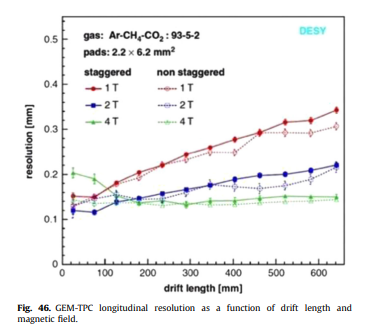 DESY
gas: Ar-CH₄-CO₂ : 93-5-2
pads: 2.2 × 6.2 mm²
staggered non staggered
1 T 1 T
2 T 2 T
4 T 4 T
resolution [mm]
0.5
0.4
0.3
0.2
0.1
0
0 100 200 300 400 500 600
drift length [mm]
Fig. 46. GEM-TPC longitudinal resolution as a function of drift length and
magnetic field.